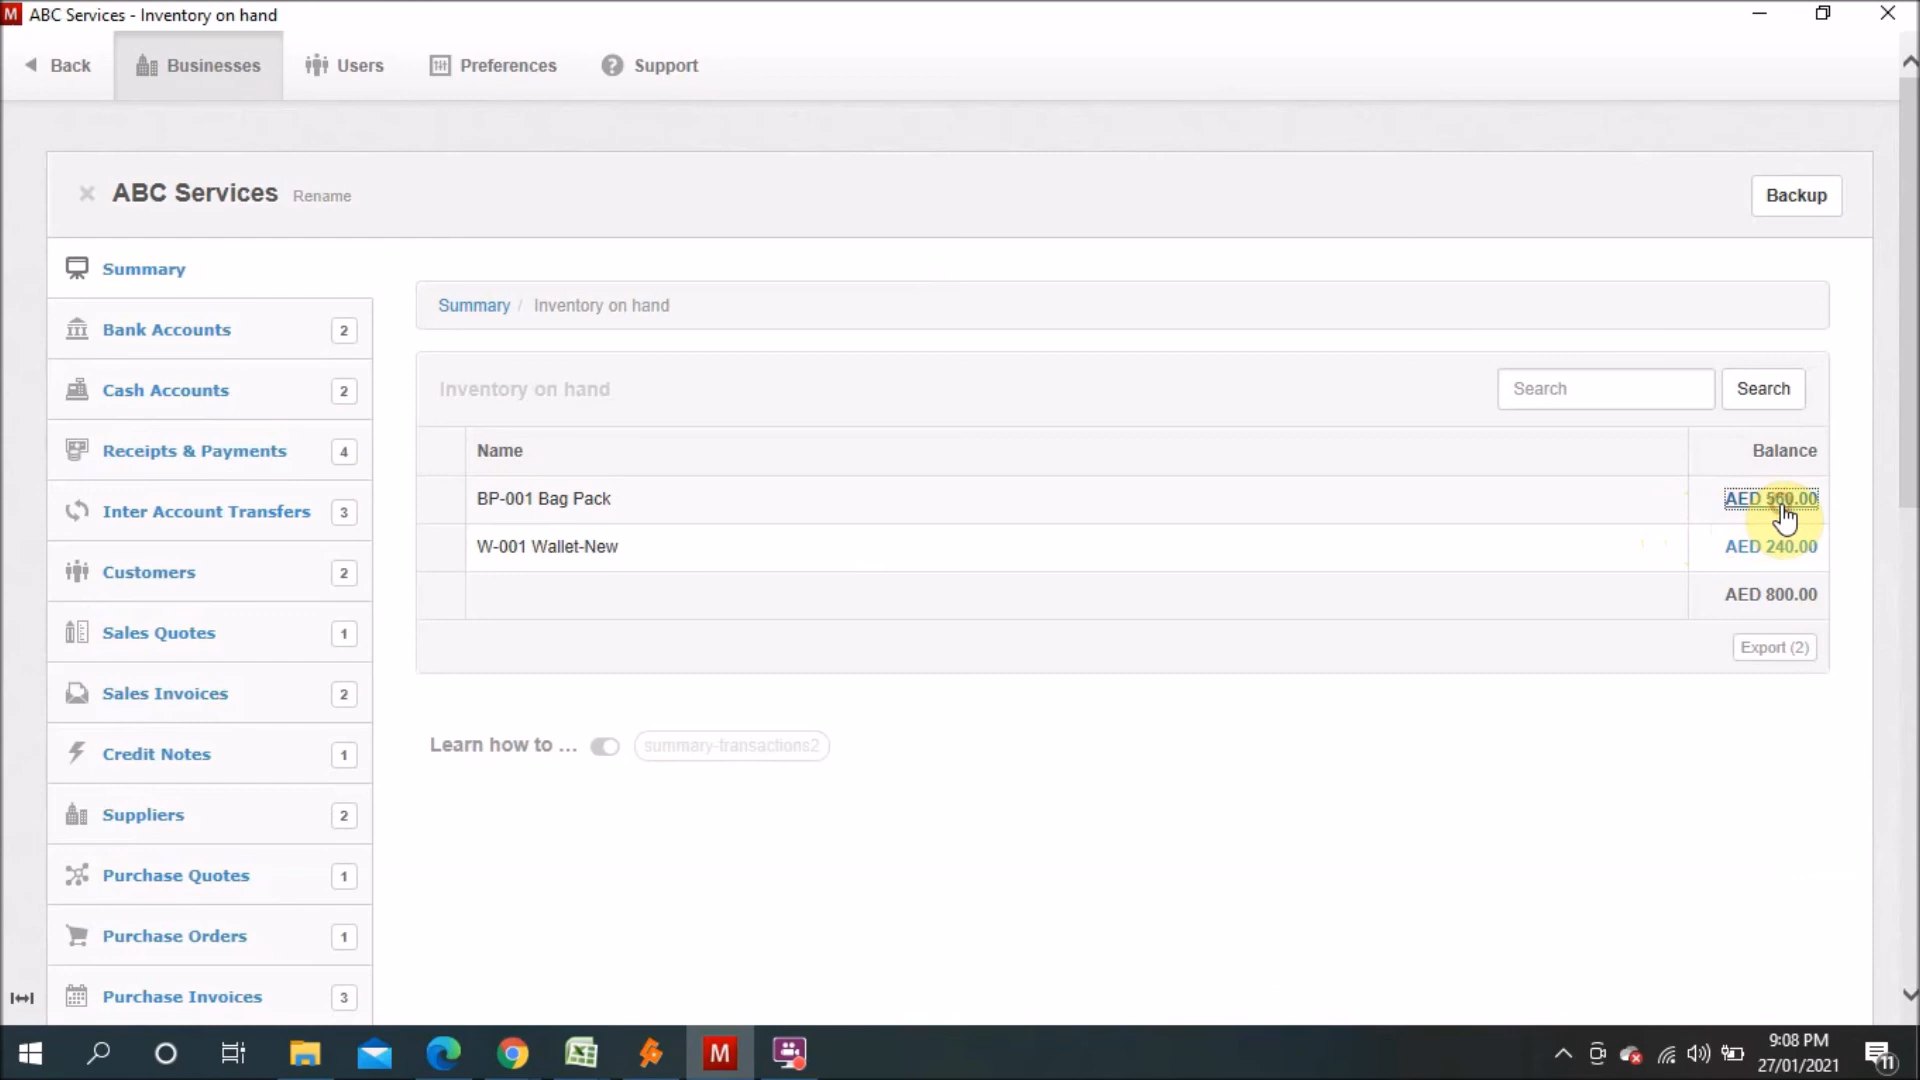 M ABC Services - Inventory on hand
Back Businesses Users Preferences Support
ABC Services Rename Backup
Summary
Bank Accounts 2
Cash Accounts 2
Receipts & Payments 4
Inter Account Transfers 3
Customers 2
Sales Quotes 1
Sales Invoices 2
Credit Notes 1
Suppliers 2
Purchase Quotes 1
Purchase Orders 1
Purchase Invoices 3
Summary / Inventory on hand
Inventory on hand Search Search
Name Balance
BP-001 Bag Pack AED 560.00
W-001 Wallet-New AED 240.00
AED 800.00
Export (2)
Learn how to ... summary-transactions2
M
9:08 PM
27/01/2021
11